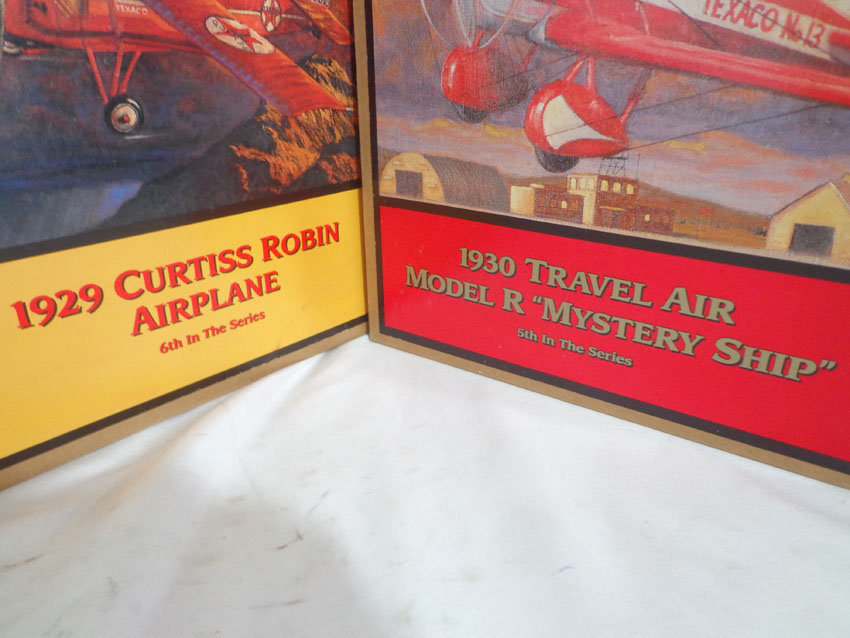 TEXACO
1929 CURTISS ROBIN
AIRPLANE
6th In The Series
TEXACO No. 13
1930 TRAVEL AIR
MODEL R "MYSTERY SHIP"
5th In The Series